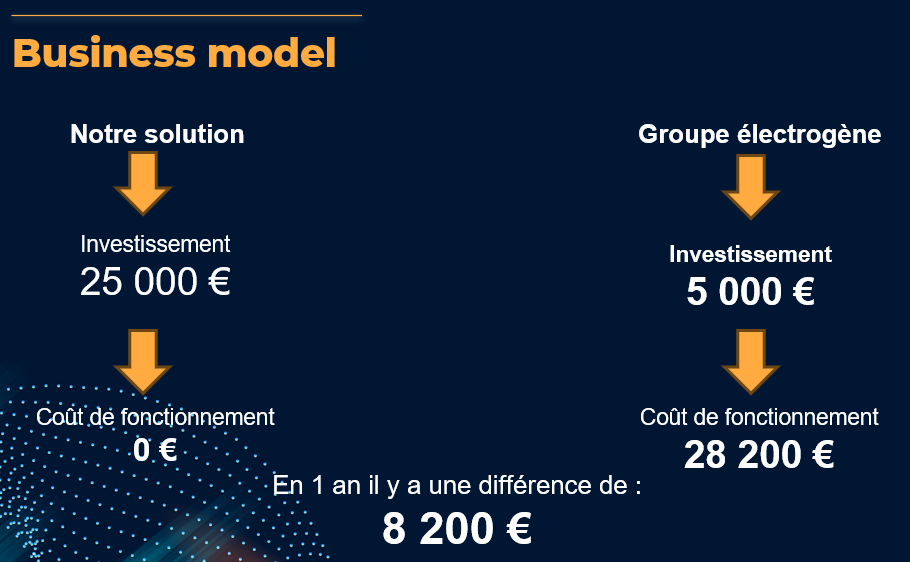 Business model
Notre solution
Investissement
25 000 €
Coût de fonctionnement
0 €
Groupe électrogène
Investissement
5 000 €
Coût de fonctionnement
28 200 €
En 1 an il y a une différence de :
8 200 €